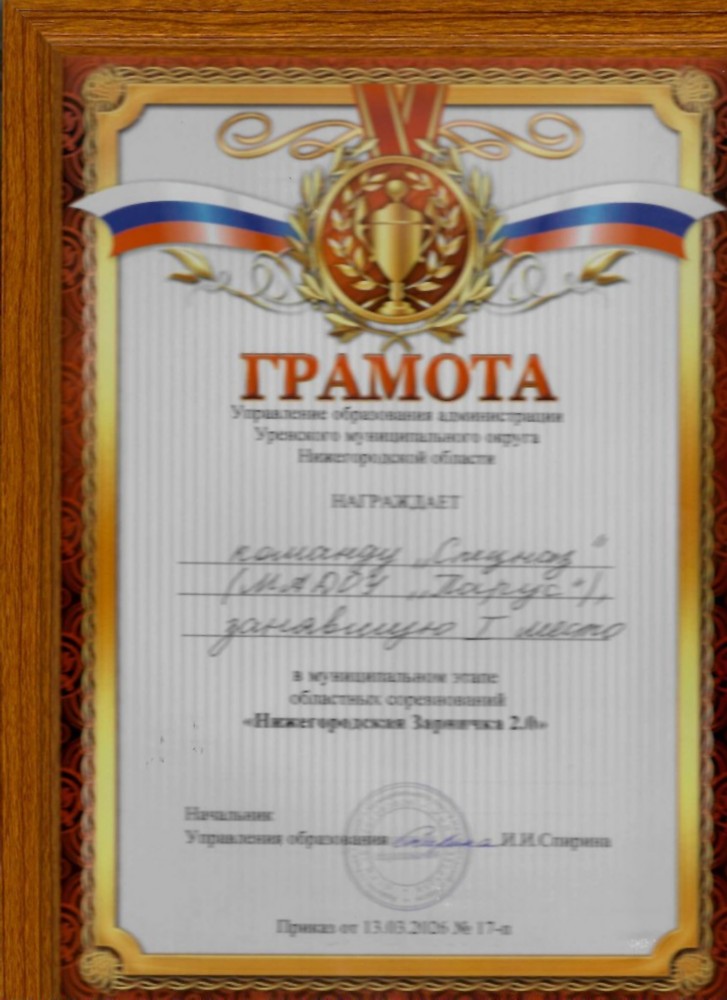 ГРАМОТА
Управление образования администрации
Уренского муниципального округа
Нижегородской области
НАГРАЖДАЕТ
команду „Спецназ"
(МАДОУ „Парус"),
занявшую I место
в муниципальном этапе
областных соревнований
«Нижегородская Зарничка 2.0»
Начальник
Управления образования И.И.Спирина
Приказ от 13.03.2026 № 17-п